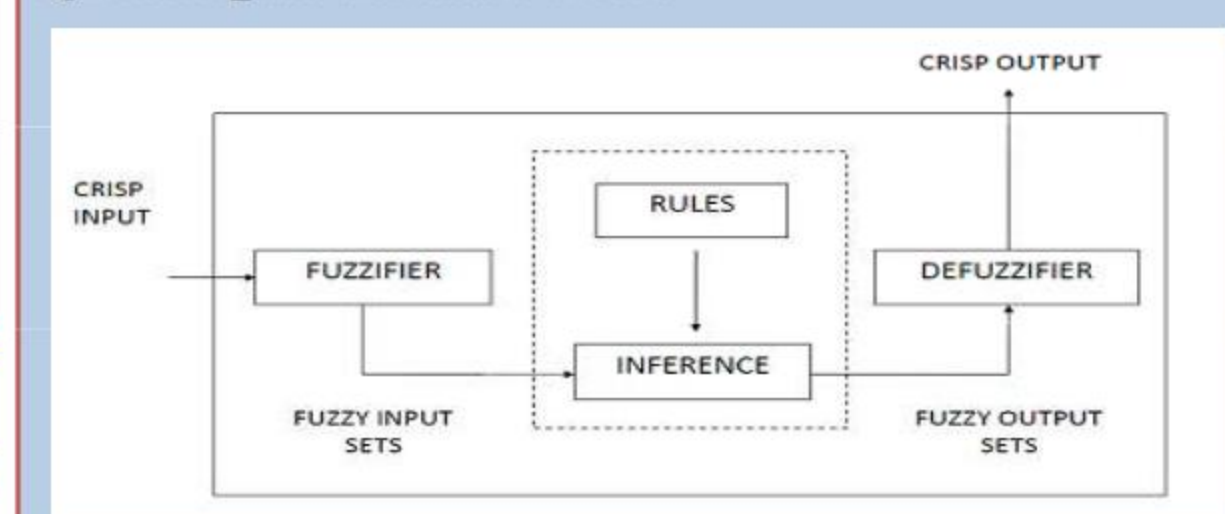 CRISP OUTPUT
CRISP
INPUT
RULES
FUZZIFIER
DEFUZZIFIER
INFERENCE
FUZZY INPUT
SETS
FUZZY OUTPUT
SETS